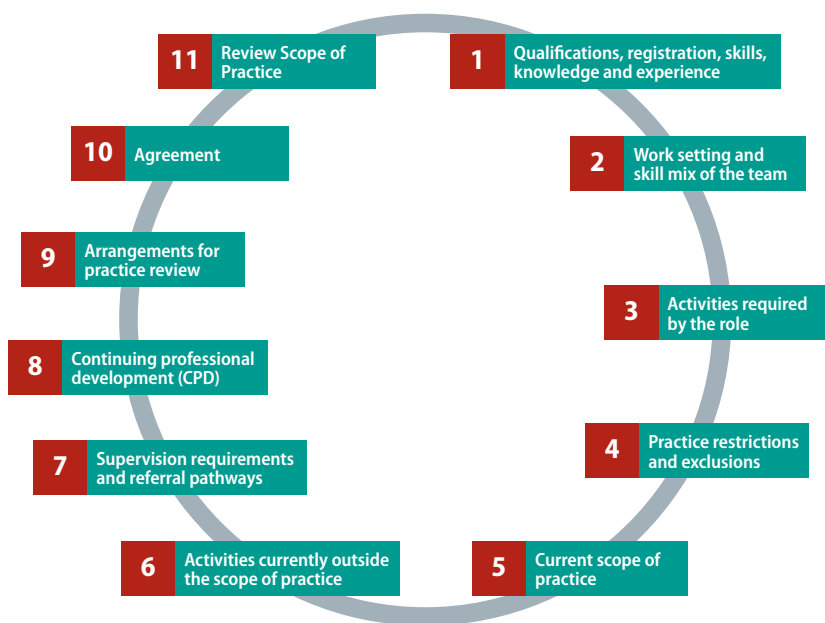 1
Qualifications, registration, skills,
knowledge and experience
2
Work setting and
skill mix of the team
3
Activities required
by the role
4
Practice restrictions
and exclusions
5
Current scope of
practice
6
Activities currently outside
the scope of practice
7
Supervision requirements
and referral pathways
8
Continuing professional
development (CPD)
9
Arrangements for
practice review
10
Agreement
11
Review Scope of
Practice